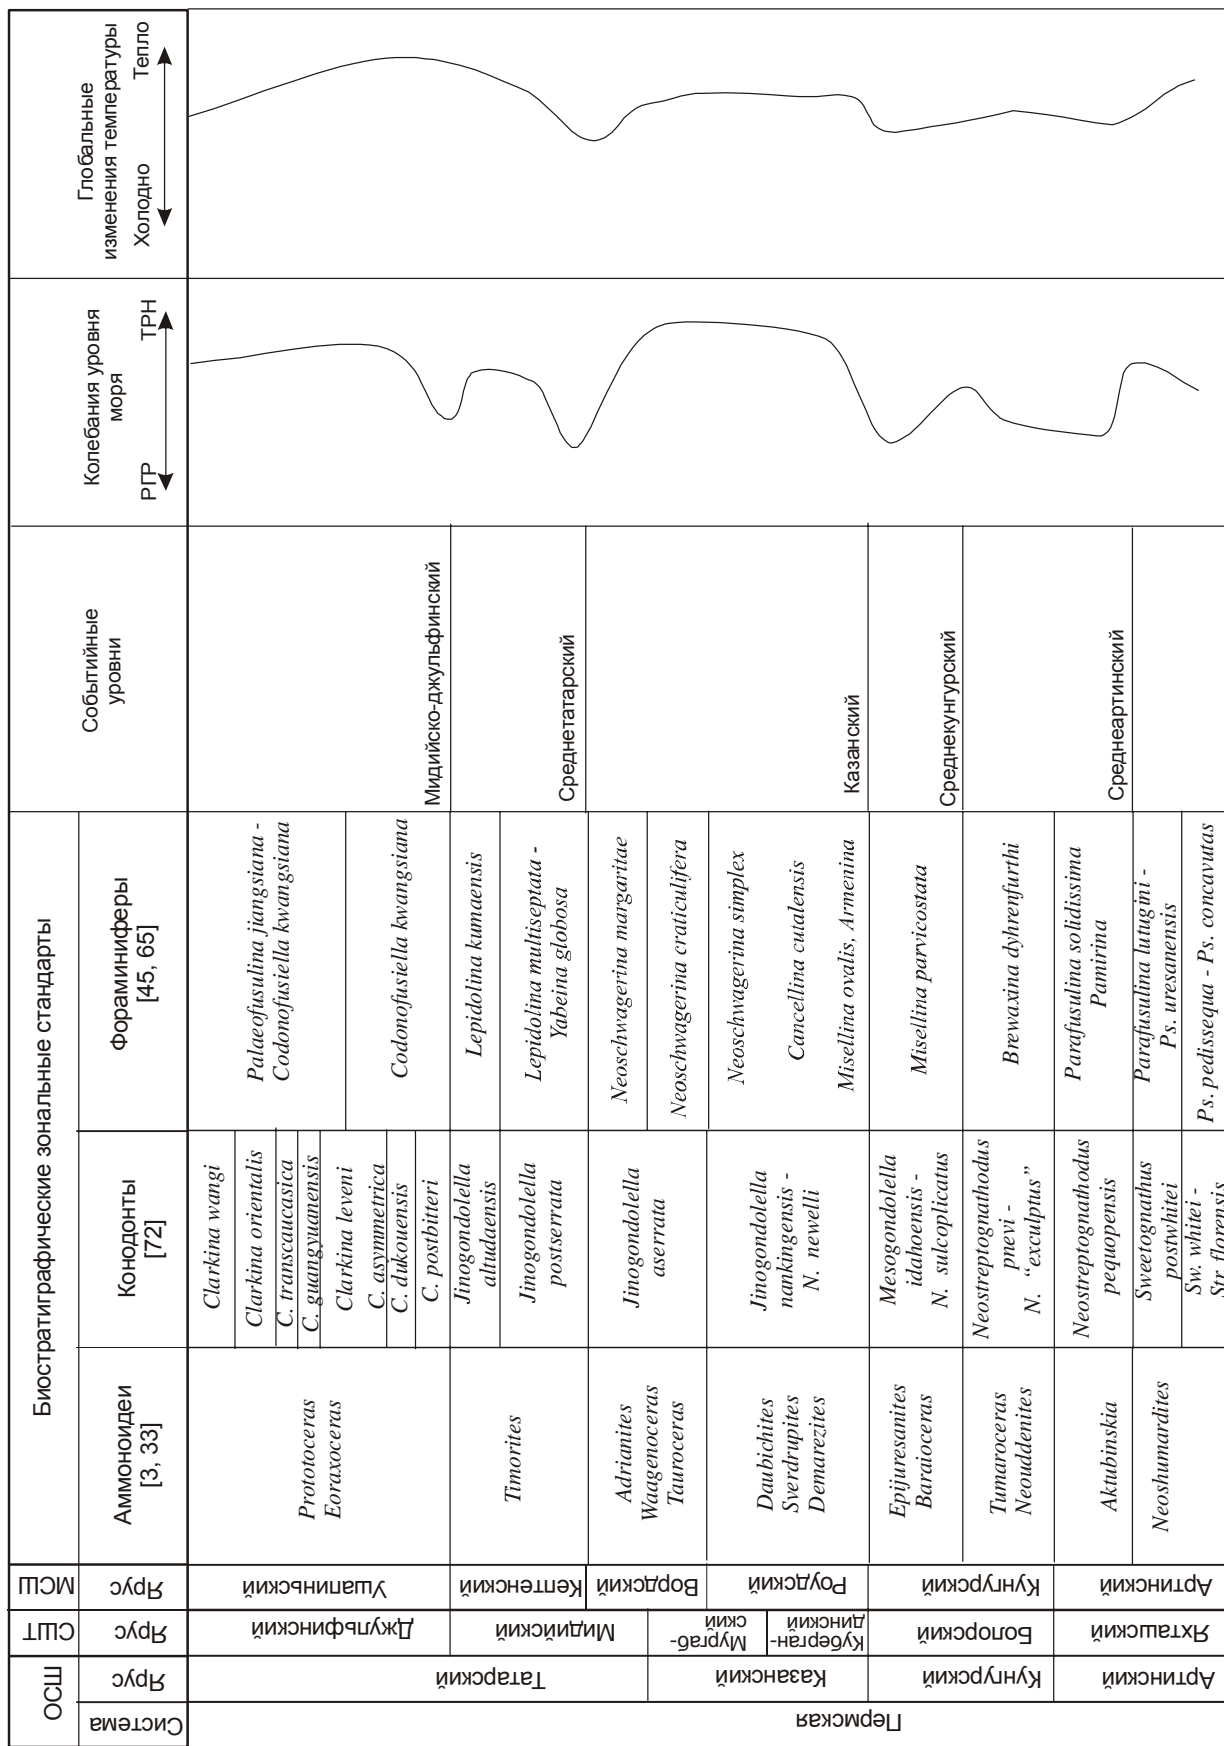 ОСШ
Система
Ярус
СШТ
Ярус
МСШ
Ярус
Биостратиграфические зональные стандарты
Аммоноидеи
[3, 33]
Конодонты
[72]
Фораминиферы
[45, 65]
Событийные
уровни
Колебания уровня
моря
РГР
ТРН
Глобальные
изменения температуры
Холодно
Тепло
Пермская
Татарский
Казанский
Кунгурский
Артинский
Джульфинский
Мидийский
Мургаб-
ский
Куберган-
динский
Болорский
Яхташский
Ушапиньский
Кептенский
Вордский
Роудский
Кунгурский
Артинский
Prototoceras
Eoraxoceras
Timorites
Adrianites
Waagenoceras
Tauroceras
Daubichites
Sverdrupites
Demarezites
Epijuresanites
Baraioceras
Tumaroceras
Neouddenites
Aktubinskia
Neoshumardites
Clarkina wangi
Clarkina orientalis
C. transcaucasica
C. guangyuanensis
Clarkina leveni
C. asymmetrica
C. dukouensis
C. postbitteri
Jinogondolella
altudaensis
Jinogondolella
postserrata
Jinogondolella
aserrata
Jinogondolella
nankingensis -
N. newelli
Mesogondolella
idahoensis -
N. sulcoplicatus
Neostreptognathodus
pnevi -
N. “exculptus”
Neostreptognathodus
pequopensis
Sweetognathus
postwhitei
Sw. whitei -
Str. florensis
Palaeofusulina jiangsiana -
Codonofusiella kwangsiana
Codonofusiella kwangsiana
Lepidolina kumaensis
Lepidolina multiseptata -
Yabeina globosa
Neoschwagerina margaritae
Neoschwagerina craticulifera
Neoschwagerina simplex
Cancellina cutalensis
Misellina ovalis, Armenina
Misellina parvicostata
Brewaxina dyhrenfurthi
Parafusulina solidissima
Pamirina
Parafusulina lutugini -
Ps. uresanensis
Ps. pedissequa - Ps. concavutas
Мидийско-джульфинский
Среднетатарский
Казанский
Среднекунгурский
Среднеартинский